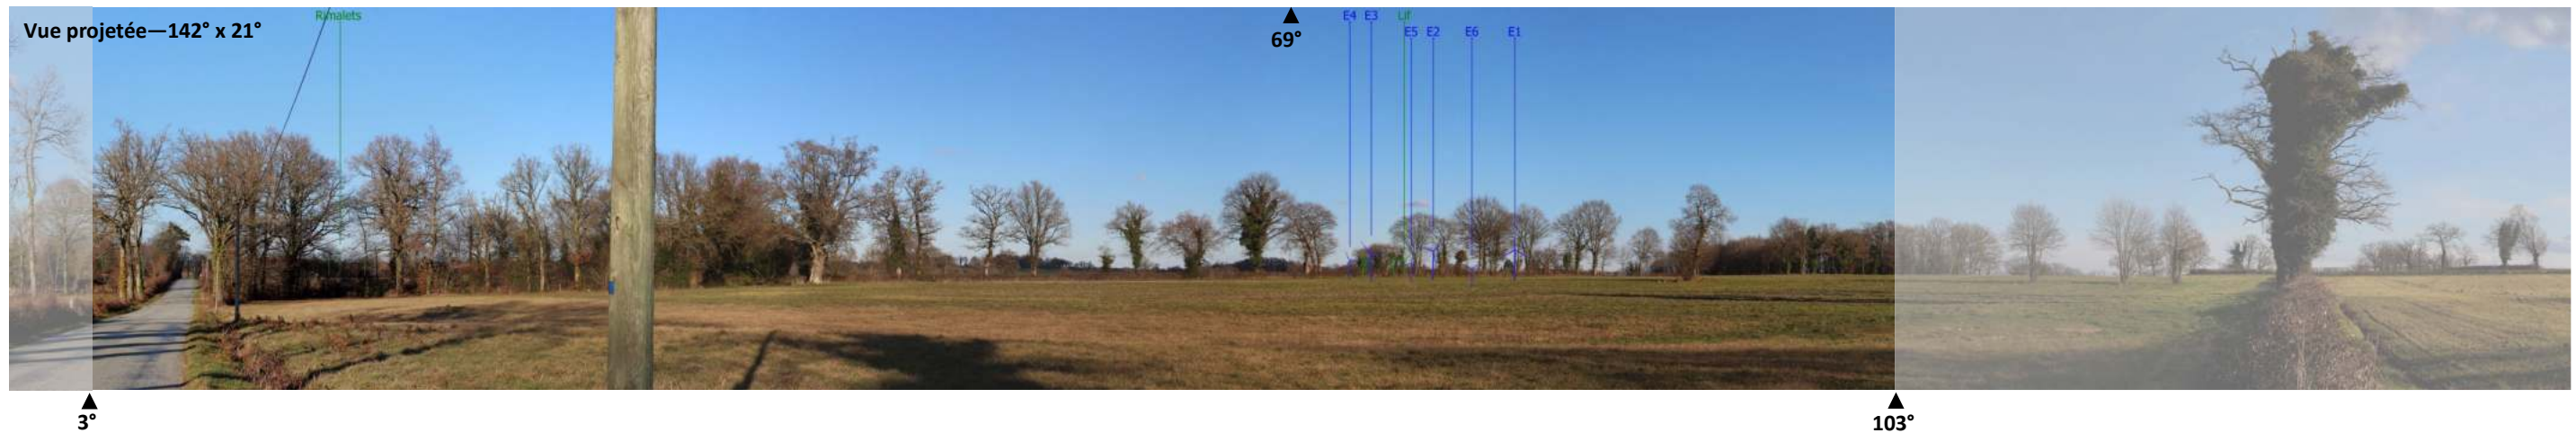 Rimalets
Vue projetée—142° x 21°
69°
E4 E3 Lif
E5 E2 E6 E1
3°
103°